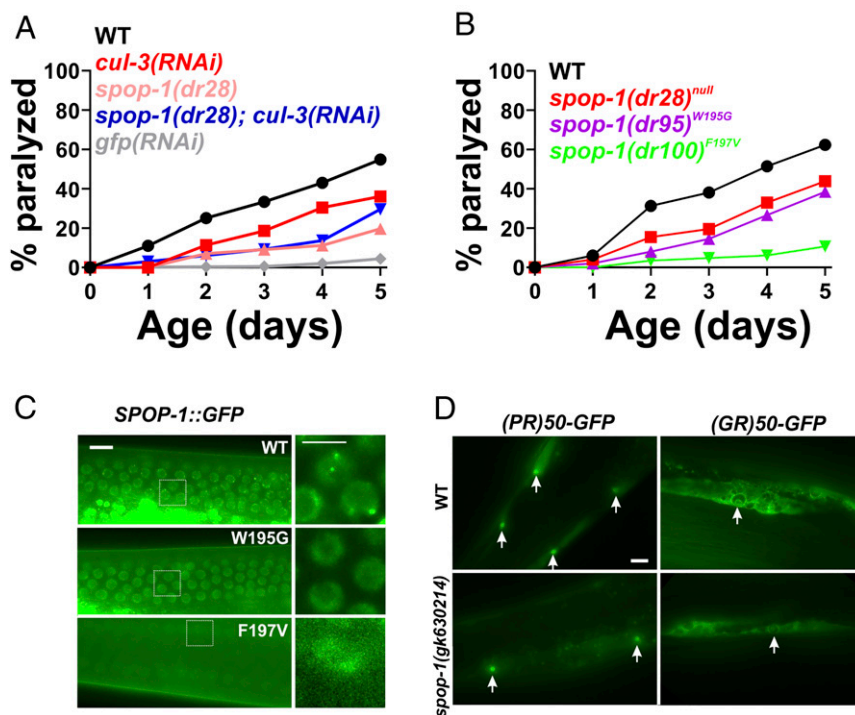 A
WT
cul-3(RNAi)
spop-1(dr28)
spop-1(dr28); cul-3(RNAi)
gfp(RNAi)
% paralyzed
100
80
60
40
20
0
0 1 2 3 4 5
Age (days)
B
WT
spop-1(dr28)null
spop-1(dr95)W195G
spop-1(dr100)F197V
% paralyzed
100
80
60
40
20
0
0 1 2 3 4 5
Age (days)
C
SPOP-1::GFP
WT
W195G
F197V
D
(PR)50-GFP (GR)50-GFP
WT
spop-1(gk630214)